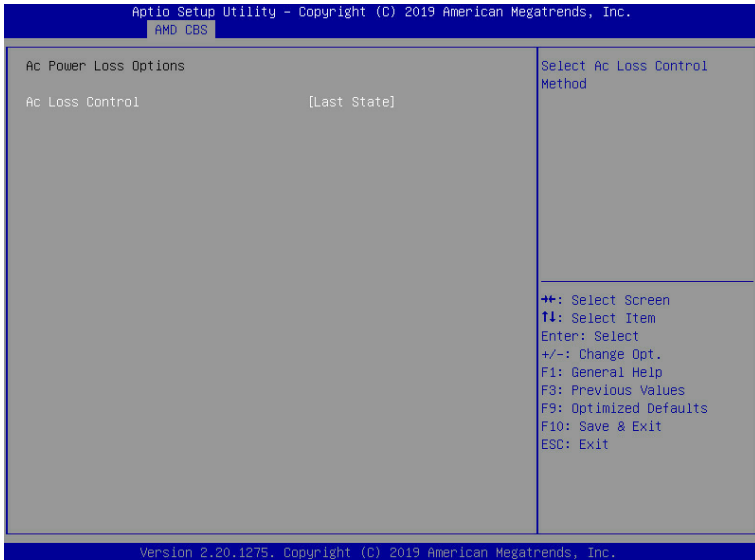 Aptio Setup Utility - Copyright (C) 2019 American Megatrends, Inc.
AMD CBS
Ac Power Loss Options
Ac Loss Control [Last State]
Select Ac Loss Control
Method
→←: Select Screen
↑↓: Select Item
Enter: Select
+/-: Change Opt.
F1: General Help
F3: Previous Values
F9: Optimized Defaults
F10: Save & Exit
ESC: Exit
Version 2.20.1275. Copyright (C) 2019 American Megatrends, Inc.